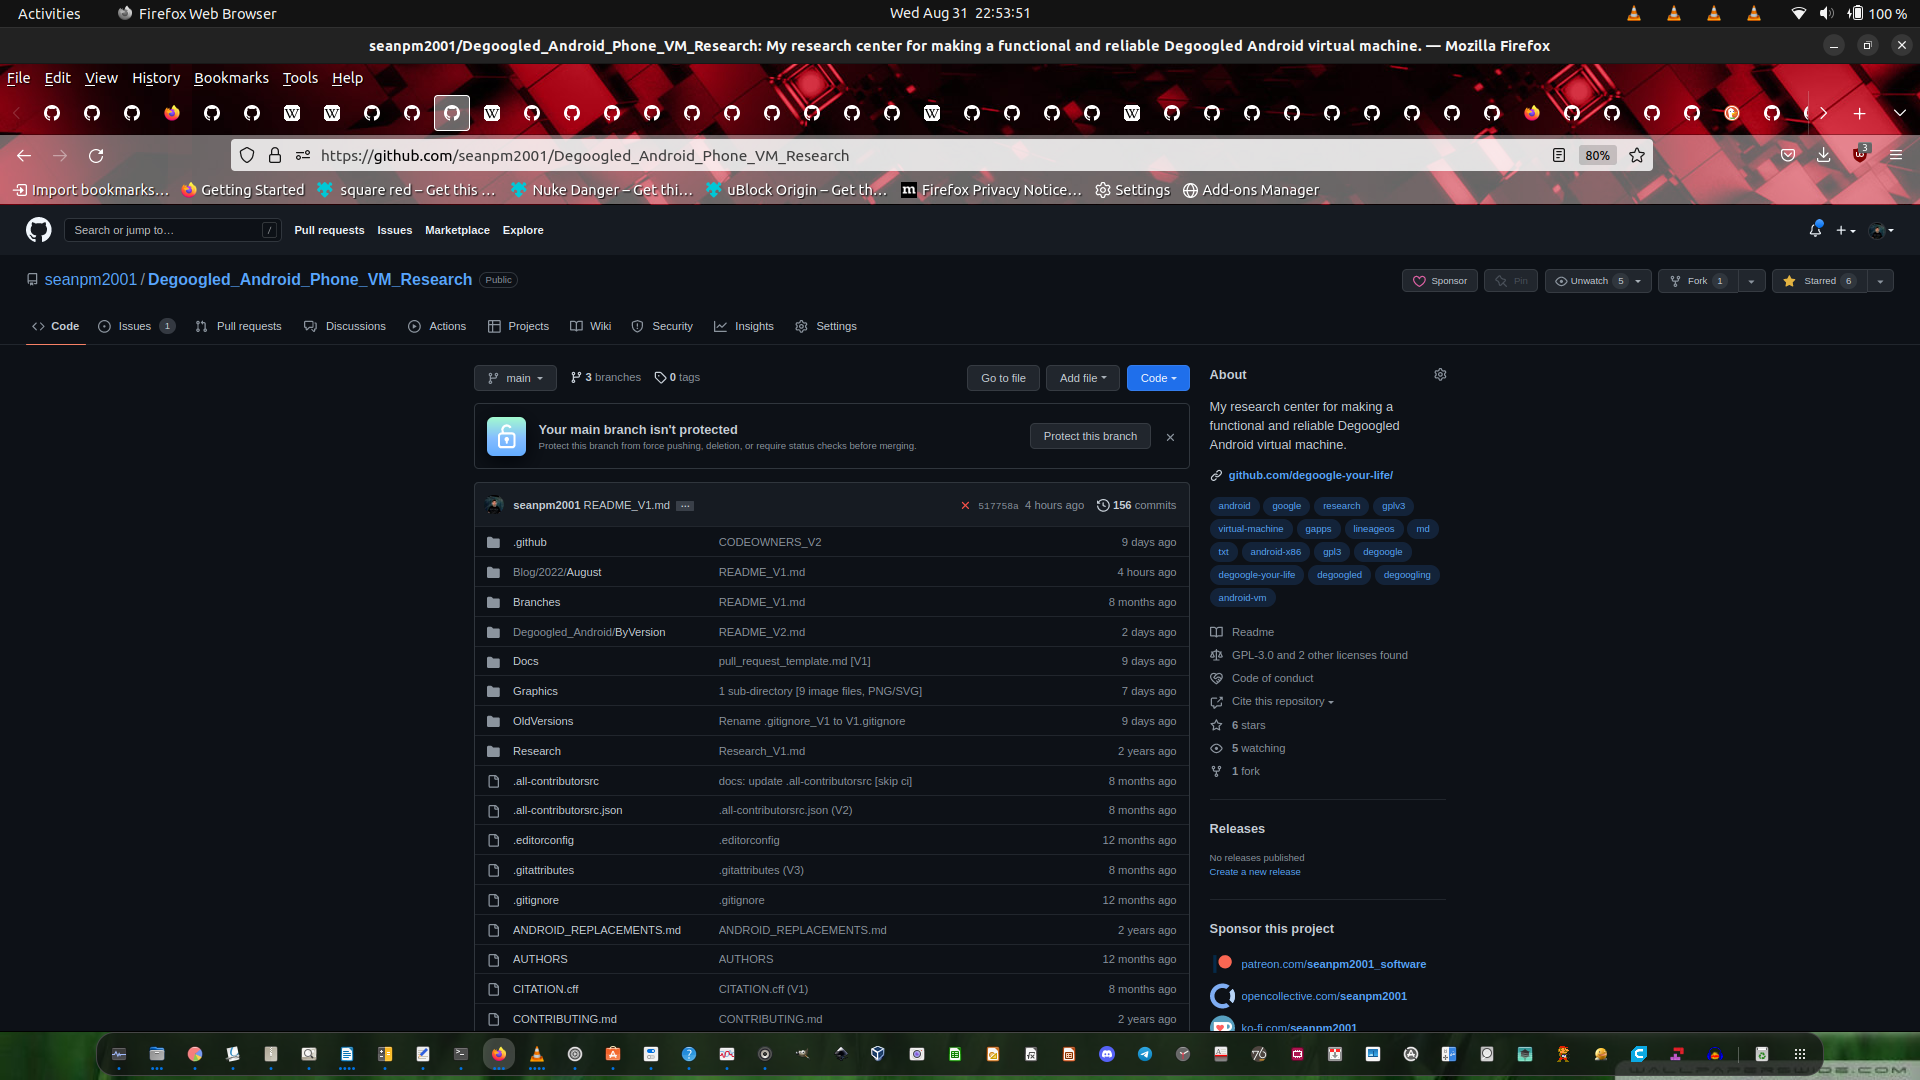 Activities Firefox Web Browser Wed Aug 31 22:53:51 100 %
seanpm2001/Degoogled_Android_Phone_VM_Research: My research center for making a functional and reliable Degoogled Android virtual machine. — Mozilla Firefox
File Edit View History Bookmarks Tools Help
https://github.com/seanpm2001/Degoogled_Android_Phone_VM_Research 80% 3
Import bookmarks… Getting Started square red – Get this … Nuke Danger – Get thi… uBlock Origin – Get th… Firefox Privacy Notice… Settings Add-ons Manager
Search or jump to… / Pull requests Issues Marketplace Explore
seanpm2001 / Degoogled_Android_Phone_VM_Research Public Sponsor Pin Unwatch 5 Fork 1 Starred 6
Code Issues 1 Pull requests Discussions Actions Projects Wiki Security Insights Settings
main 3 branches 0 tags Go to file Add file Code
Your main branch isn't protected
Protect this branch from force pushing, deletion, or require status checks before merging.
Protect this branch
seanpm2001 README_V1.md … 517758a 4 hours ago 156 commits
.github CODEOWNERS_V2 9 days ago
Blog/2022/August README_V1.md 4 hours ago
Branches README_V1.md 8 months ago
Degoogled_Android/ByVersion README_V2.md 2 days ago
Docs pull_request_template.md [V1] 9 days ago
Graphics 1 sub-directory [9 image files, PNG/SVG] 7 days ago
OldVersions Rename .gitignore_V1 to V1.gitignore 9 days ago
Research Research_V1.md 2 years ago
.all-contributorsrc docs: update .all-contributorsrc [skip ci] 8 months ago
.all-contributorsrc.json .all-contributorsrc.json (V2) 8 months ago
.editorconfig .editorconfig 12 months ago
.gitattributes .gitattributes (V3) 8 months ago
.gitignore .gitignore 12 months ago
ANDROID_REPLACEMENTS.md ANDROID_REPLACEMENTS.md 2 years ago
AUTHORS AUTHORS 12 months ago
CITATION.cff CITATION.cff (V1) 8 months ago
CONTRIBUTING.md CONTRIBUTING.md 2 years ago
About
My research center for making a
functional and reliable Degoogled
Android virtual machine.
github.com/degoogle-your-life/
android google research gplv3
virtual-machine gapps lineageos md
txt android-x86 gpl3 degoogle
degoogle-your-life degoogled degoogling
android-vm
Readme
GPL-3.0 and 2 other licenses found
Code of conduct
Cite this repository
6 stars
5 watching
1 fork
Releases
No releases published
Create a new release
Sponsor this project
patreon.com/seanpm2001_software
opencollective.com/seanpm2001
ko-fi.com/seanpm2001
WALLPAPERSWIDE.COM